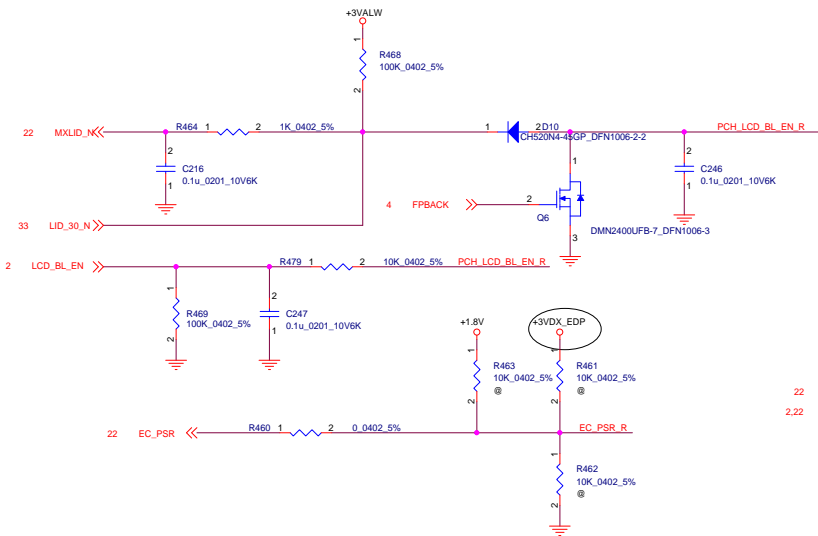 +3VALW
1
R468
100K_0402_5%
2
22 MXLID_N R464 1 2 1K_0402_5% 1 2 D10 PCH_LCD_BL_EN_R
CH520N4-45GP_DFN1006-2-2
2
C216
1
0.1u_0201_10V6K
1
2
C246
1
0.1u_0201_10V6K
4 FPBACK 2
Q6
33 LID_30_N
DMN2400UFB-7_DFN1006-3
3
2 LCD_BL_EN R479 1 2 10K_0402_5% PCH_LCD_BL_EN_R
1
R469
100K_0402_5%
2
2
C247
0.1u_0201_10V6K
1
+1.8V
+3VDX_EDP
1
R463
10K_0402_5%
@
2
1
R461
10K_0402_5%
@
2
22
2,22
22 EC_PSR R460 1 2 0_0402_5% EC_PSR_R
1
R462
10K_0402_5%
@
2